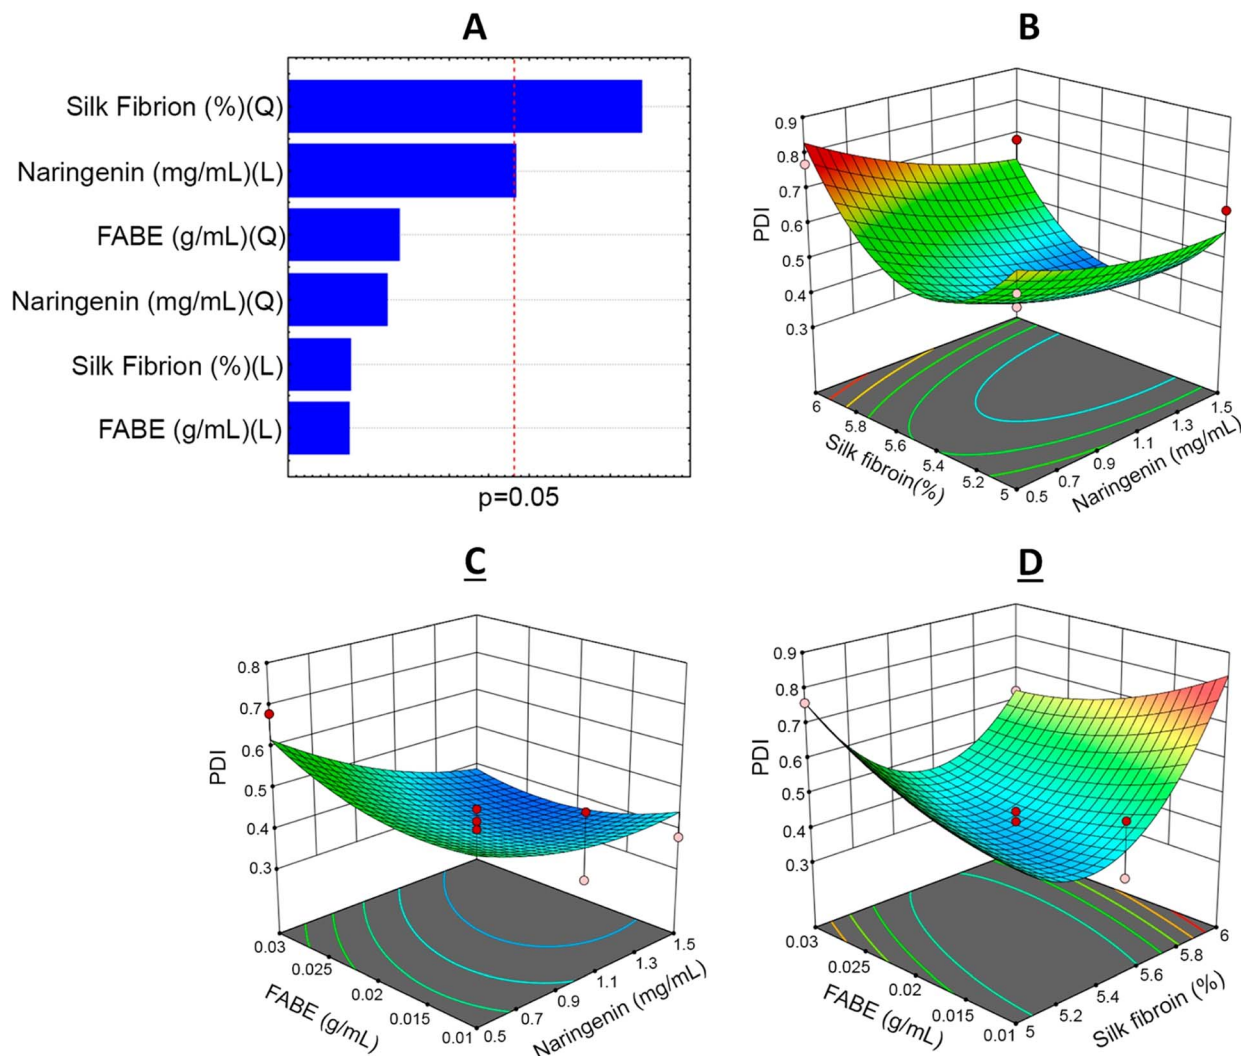 A
Silk Fibrion (%)(Q)
Naringenin (mg/mL)(L)
FABE (g/mL)(Q)
Naringenin (mg/mL)(Q)
Silk Fibrion (%)(L)
FABE (g/mL)(L)
p=0.05
B
0.9
0.8
0.7
0.6
0.5
0.4
0.3
PDI
6
5.8
5.6
5.4
5.2
5
Silk fibroin(%)
0.5
0.7
0.9
1.1
1.3
1.5
Naringenin (mg/mL)
C
0.8
0.7
0.6
0.5
0.4
0.3
PDI
0.03
0.025
0.02
0.015
0.01
FABE (g/mL)
0.5
0.7
0.9
1.1
1.3
1.5
Naringenin (mg/mL)
D
0.9
0.8
0.7
0.6
0.5
0.4
0.3
PDI
0.03
0.025
0.02
0.015
0.01
FABE (g/mL)
5
5.2
5.4
5.6
5.8
6
Silk fibroin (%)